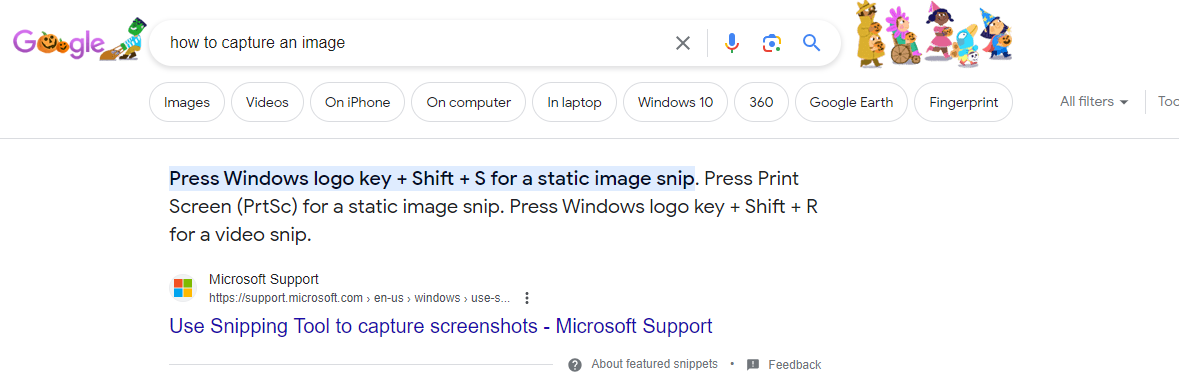 Google
how to capture an image
Images Videos On iPhone On computer In laptop Windows 10 360 Google Earth Fingerprint All filters Too
Press Windows logo key + Shift + S for a static image snip. Press Print
Screen (PrtSc) for a static image snip. Press Windows logo key + Shift + R
for a video snip.
Microsoft Support
https://support.microsoft.com › en-us › windows › use-s...
Use Snipping Tool to capture screenshots - Microsoft Support
About featured snippets • Feedback